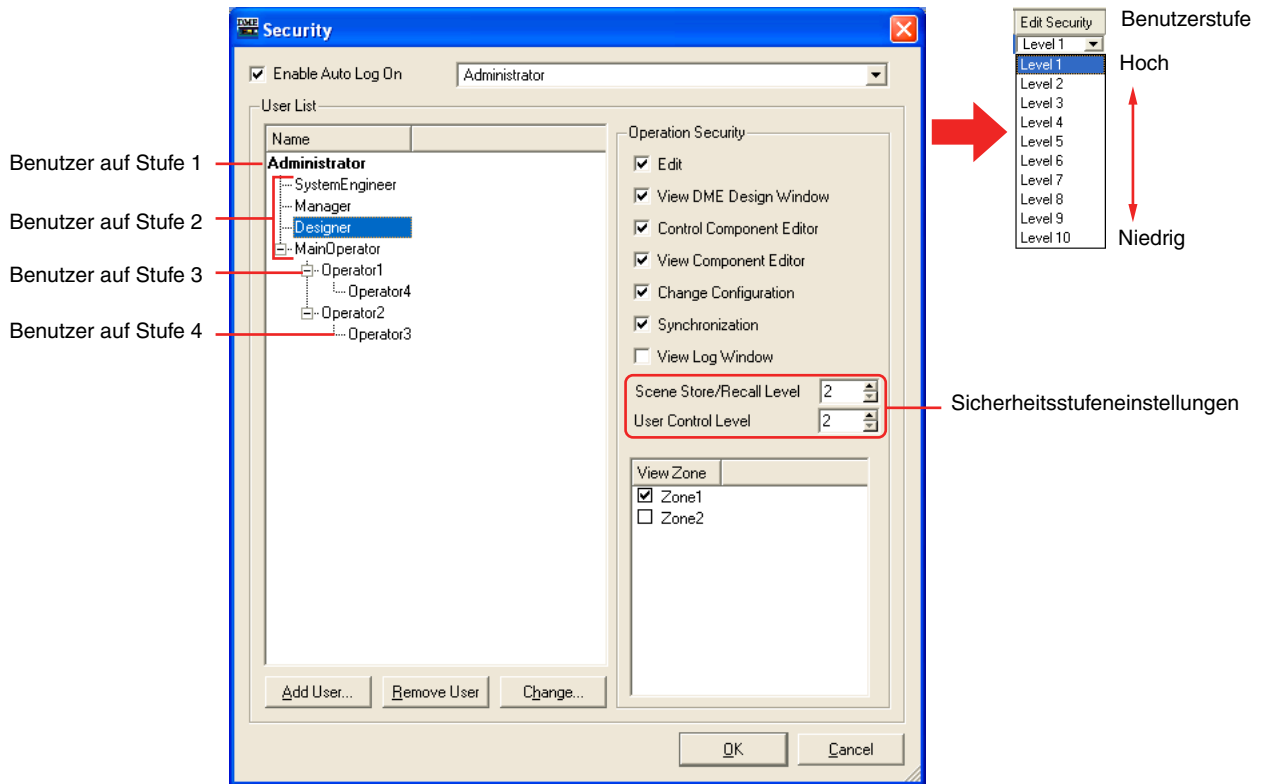 DME Security
Enable Auto Log On Administrator
User List
Name
Administrator
SystemEngineer
Manager
Designer
MainOperator
Operator1
Operator4
Operator2
Operator3
Benutzer auf Stufe 1
Benutzer auf Stufe 2
Benutzer auf Stufe 3
Benutzer auf Stufe 4
Add User... Remove User Change...
Operation Security
Edit
View DME Design Window
Control Component Editor
View Component Editor
Change Configuration
Synchronization
View Log Window
Scene Store/Recall Level 2
User Control Level 2
Sicherheitsstufeneinstellungen
View Zone
Zone1
Zone2
OK Cancel
Edit Security
Benutzerstufe
Level 1
Level 1
Level 2
Level 3
Level 4
Level 5
Level 6
Level 7
Level 8
Level 9
Level 10
Hoch
Niedrig